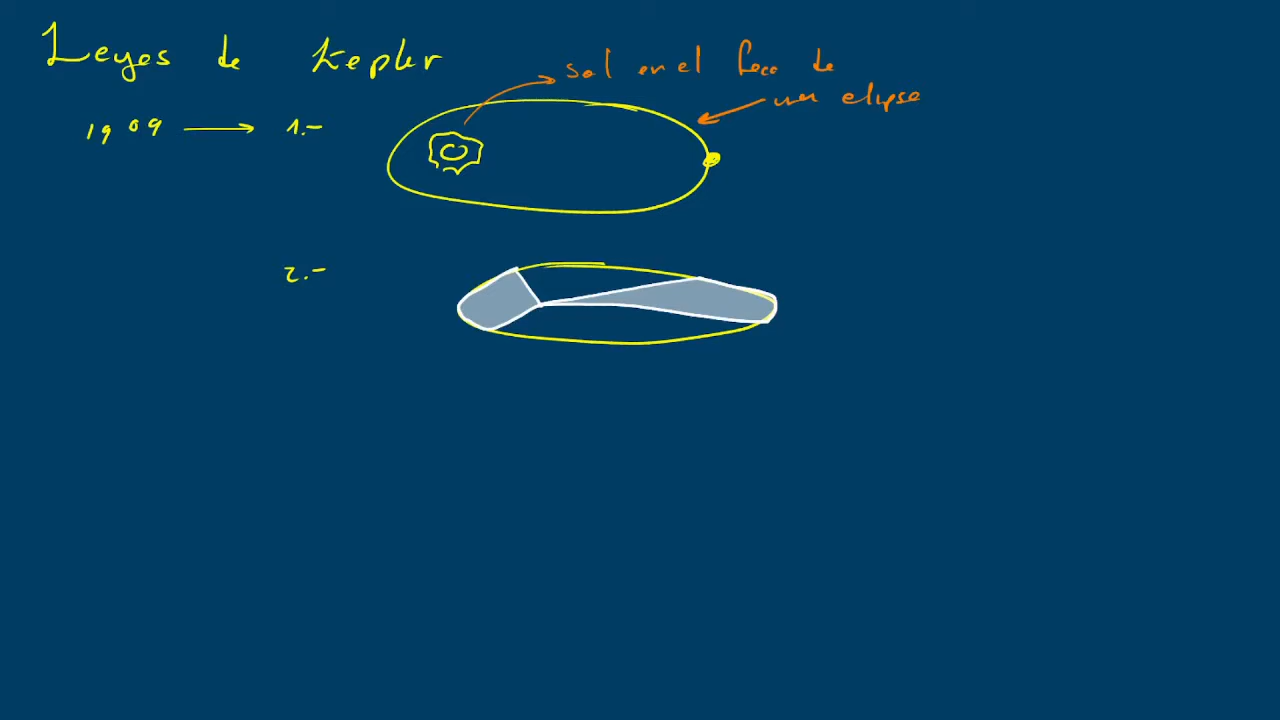 Leyes de Kepler
sol en el foco de
una elipse
1909 → 1.-
2.-